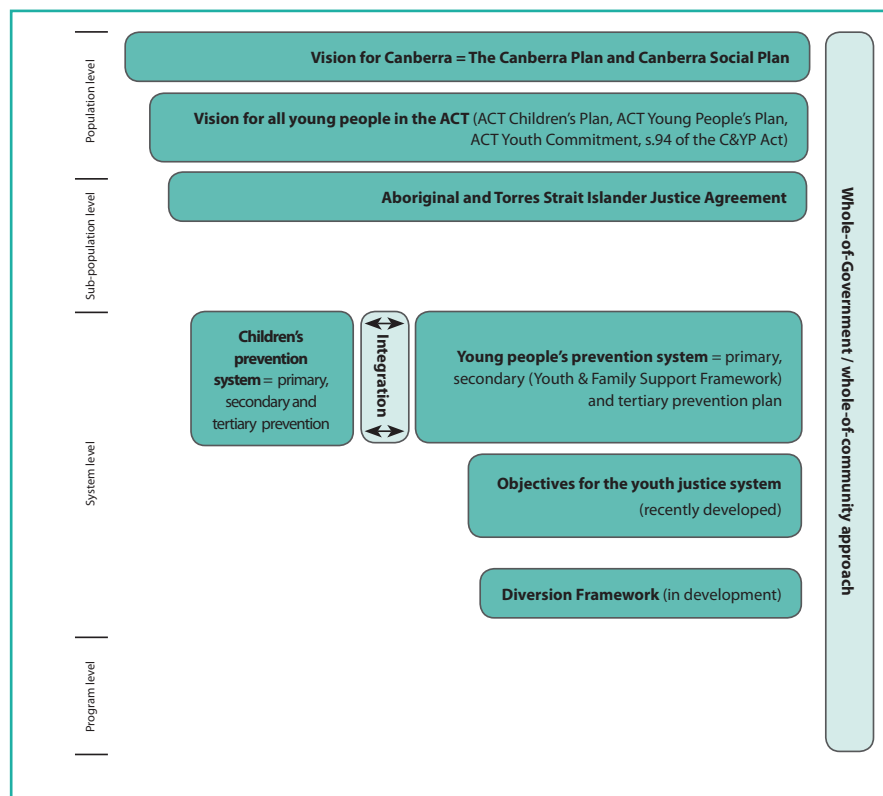 Population level
Vision for Canberra = The Canberra Plan and Canberra Social Plan
Vision for all young people in the ACT (ACT Children's Plan, ACT Young People's Plan,
ACT Youth Commitment, s.94 of the C&YP Act)
Sub-population level
Aboriginal and Torres Strait Islander Justice Agreement
System level
Children's
prevention
system = primary,
secondary and
tertiary prevention
Integration
Young people's prevention system = primary,
secondary (Youth & Family Support Framework)
and tertiary prevention plan
Objectives for the youth justice system
(recently developed)
Diversion Framework (in development)
Program level
Whole-of-Government / whole-of-community approach